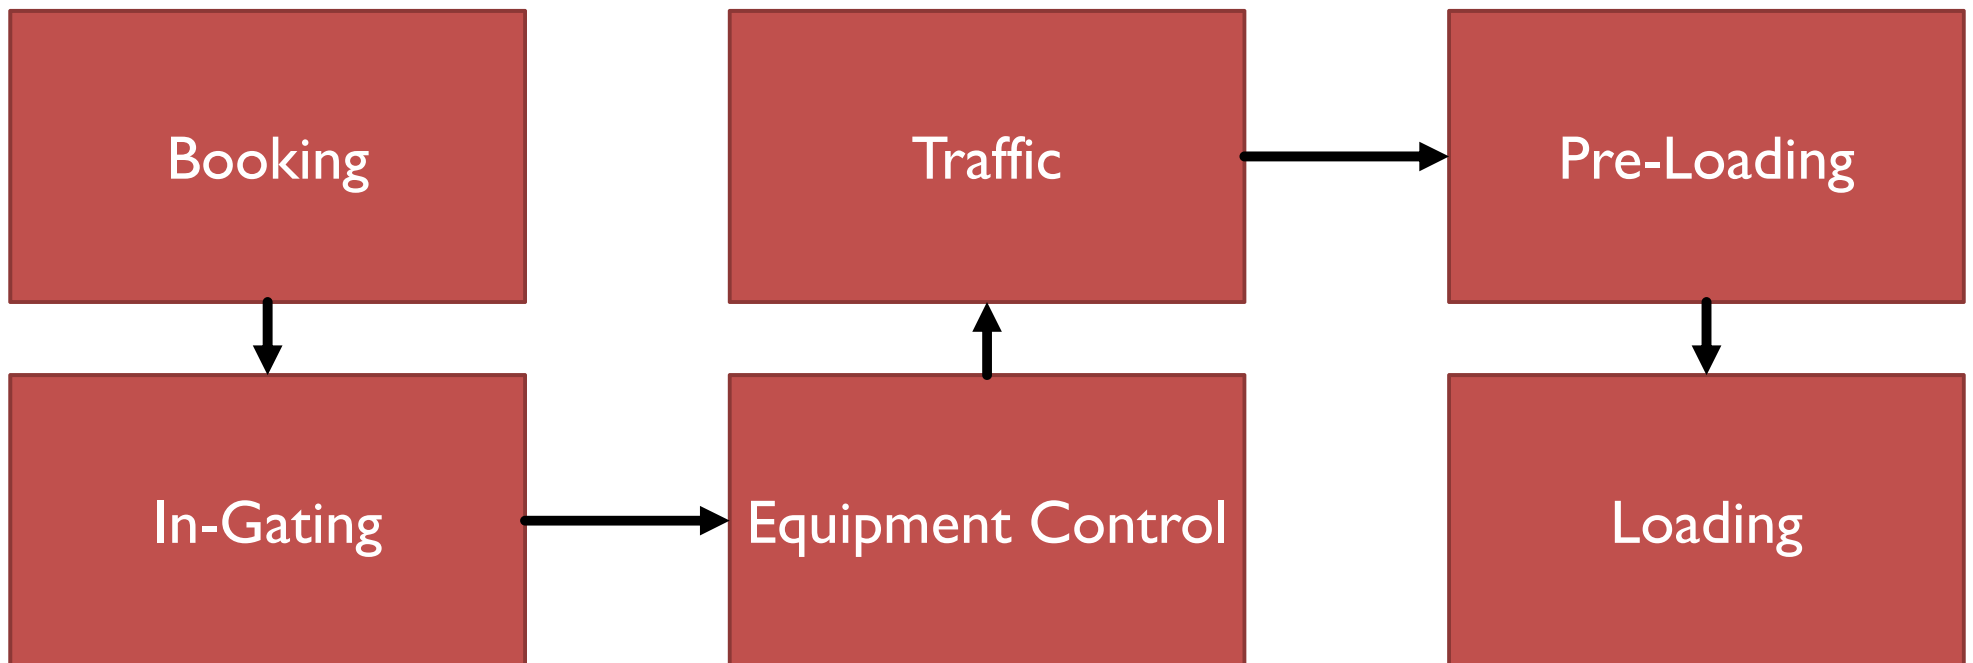 Booking
In-Gating
Equipment Control
Traffic
Pre-Loading
Loading